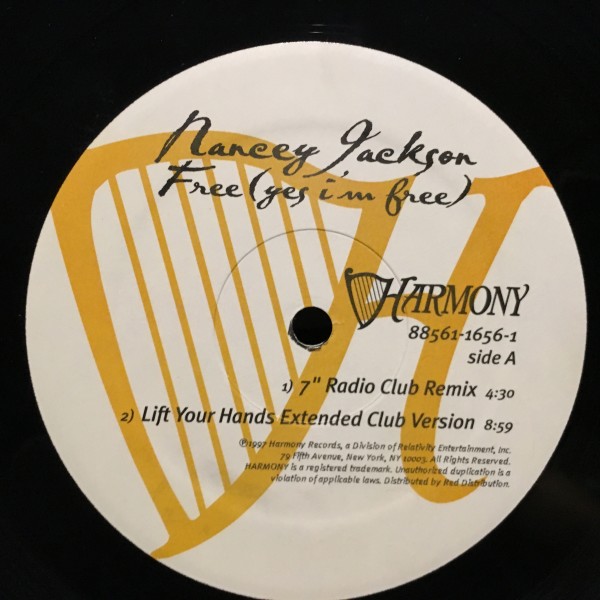 Nancey Jackson
Free (yes i'm free)
HARMONY
88561-1656-1
side A
1) 7" Radio Club Remix 4:30
2) Lift Your Hands Extended Club Version 8:59
℗1997 Harmony Records, a Division of Relativity Entertainment, Inc.
79 Fifth Avenue, New York, NY 10003. All Rights Reserved.
HARMONY is a registered trademark. Unauthorized duplication is a
violation of applicable laws. Distributed by Red Distribution.